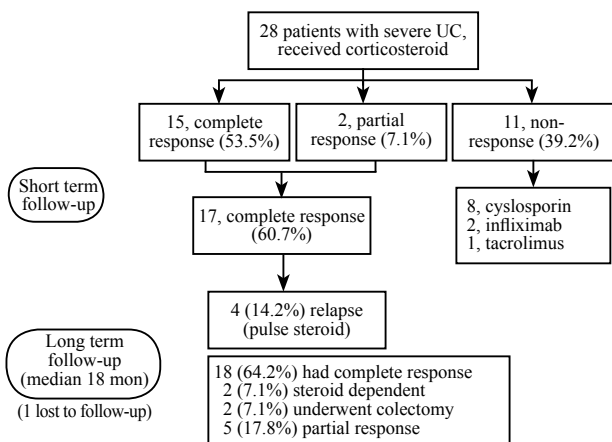 28 patients with severe UC,
received corticosteroid
15, complete
response (53.5%)
2, partial
response (7.1%)
11, non-
response (39.2%)
Short term
follow-up
17, complete response
(60.7%)
8, cyslosporin
2, infliximab
1, tacrolimus
4 (14.2%) relapse
(pulse steroid)
Long term
follow-up
(median 18 mon)
(1 lost to follow-up)
18 (64.2%) had complete response
2 (7.1%) steroid dependent
2 (7.1%) underwent colectomy
5 (17.8%) partial response